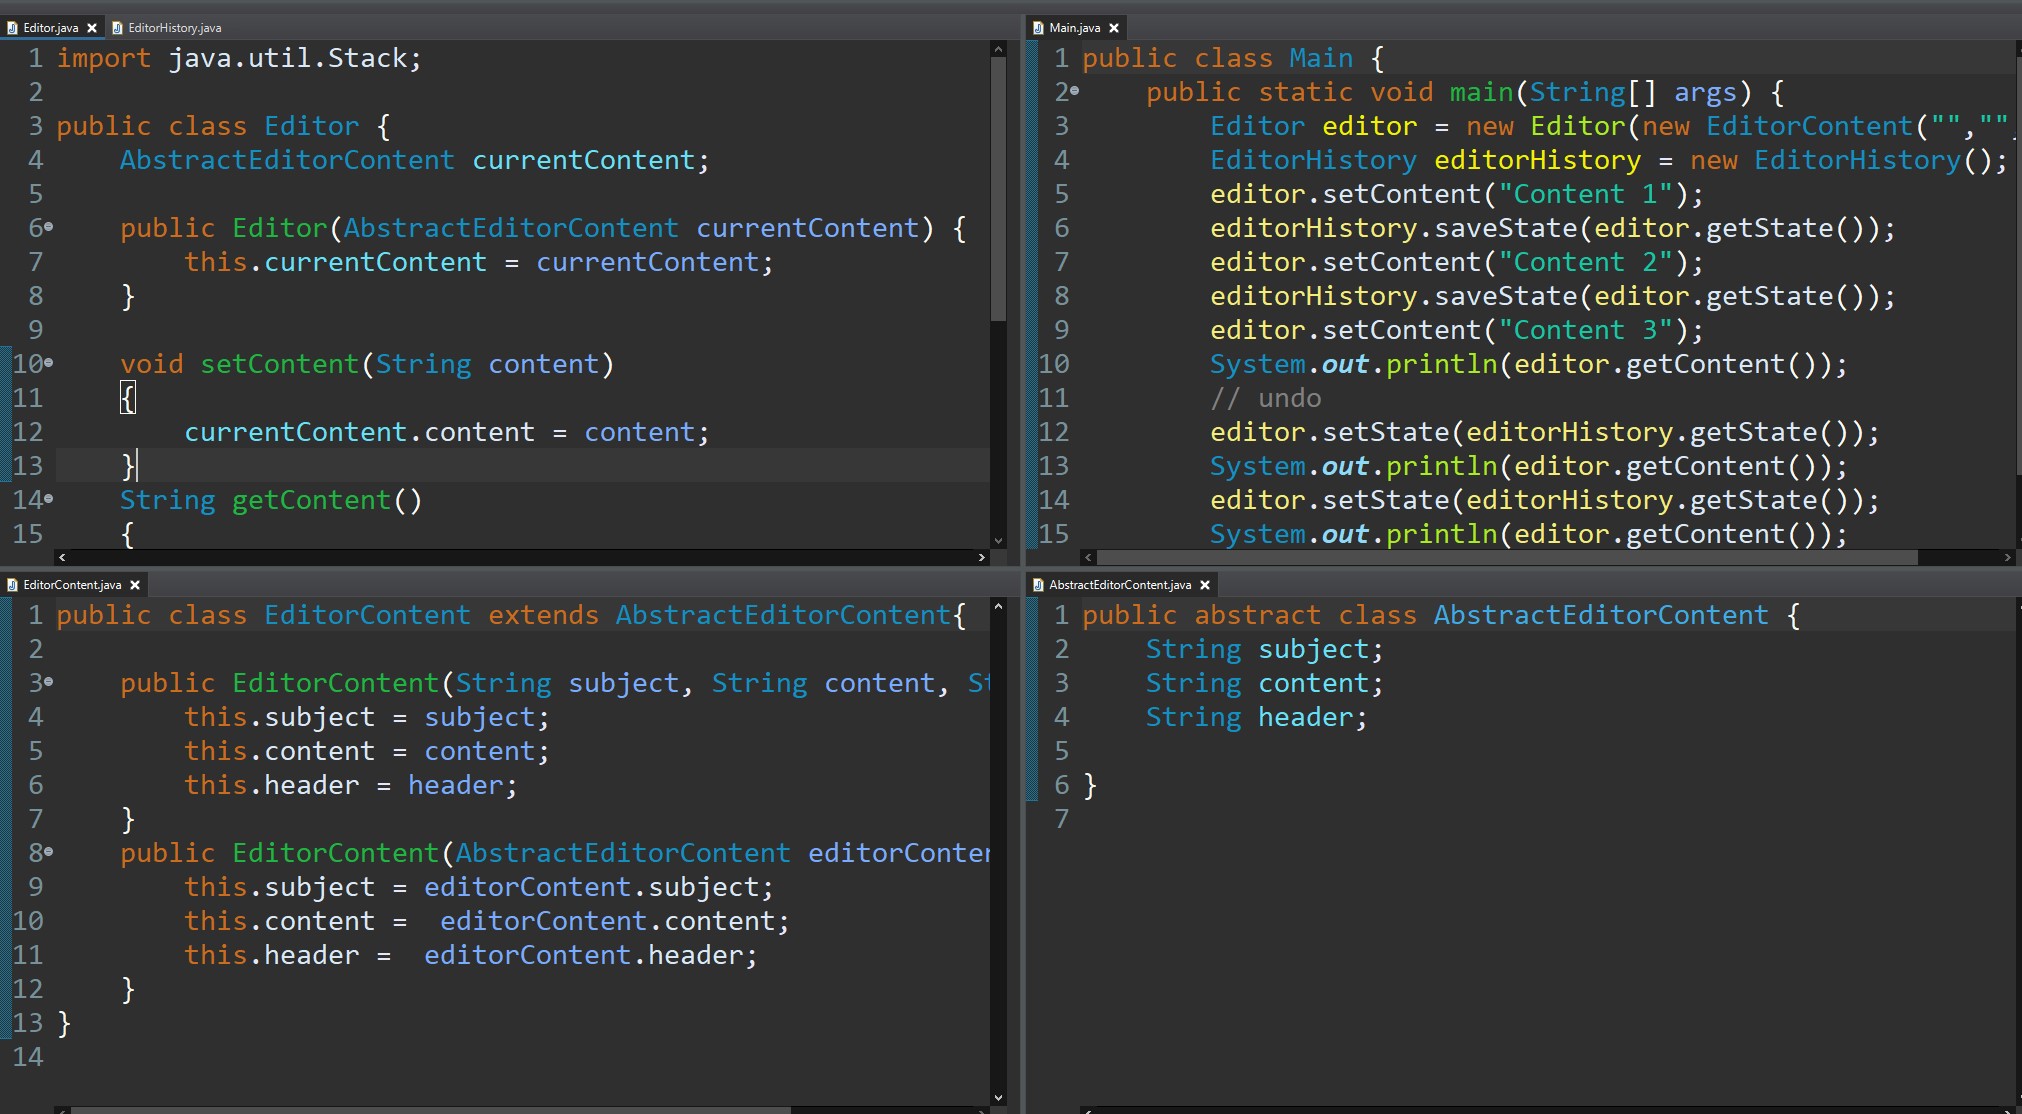 Editor.java EditorHistory.java
1 import java.util.Stack;
2
3 public class Editor {
4 AbstractEditorContent currentContent;
5
6 public Editor(AbstractEditorContent currentContent) {
7 this.currentContent = currentContent;
8 }
9
10 void setContent(String content)
11 {
12 currentContent.content = content;
13 }
14 String getContent()
15 {
Main.java
1 public class Main {
2 public static void main(String[] args) {
3 Editor editor = new Editor(new EditorContent("",""
4 EditorHistory editorHistory = new EditorHistory();
5 editor.setContent("Content 1");
6 editorHistory.saveState(editor.getState());
7 editor.setContent("Content 2");
8 editorHistory.saveState(editor.getState());
9 editor.setContent("Content 3");
10 System.out.println(editor.getContent());
11 // undo
12 editor.setState(editorHistory.getState());
13 System.out.println(editor.getContent());
14 editor.setState(editorHistory.getState());
15 System.out.println(editor.getContent());
EditorContent.java
1 public class EditorContent extends AbstractEditorContent{
2
3 public EditorContent(String subject, String content,
4 this.subject = subject;
5 this.content = content;
6 this.header = header;
7 }
8 public EditorContent(AbstractEditorContent
9 this.subject = editorContent.subject;
10 this.content = editorContent.content;
11 this.header = editorContent.header;
12 }
13 }
14
AbstractEditorContent.java
1 public abstract class AbstractEditorContent {
2 String subject;
3 String content;
4 String header;
5
6 }
7